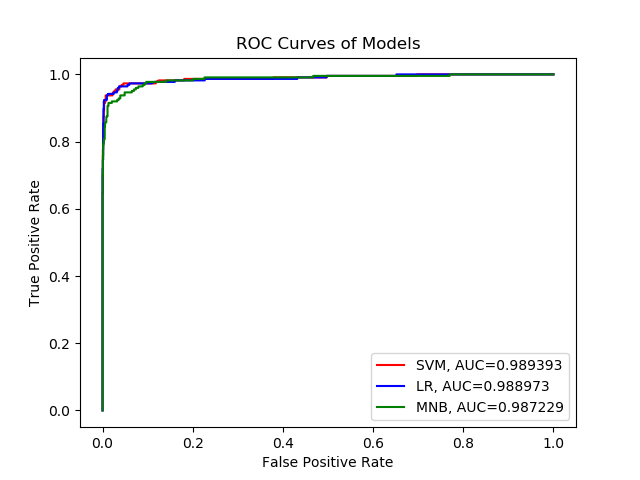 ROC Curves of Models
True Positive Rate
1.0
0.8
0.6
0.4
0.2
0.0
SVM, AUC=0.989393
LR, AUC=0.988973
MNB, AUC=0.987229
0.0 0.2 0.4 0.6 0.8 1.0
False Positive Rate